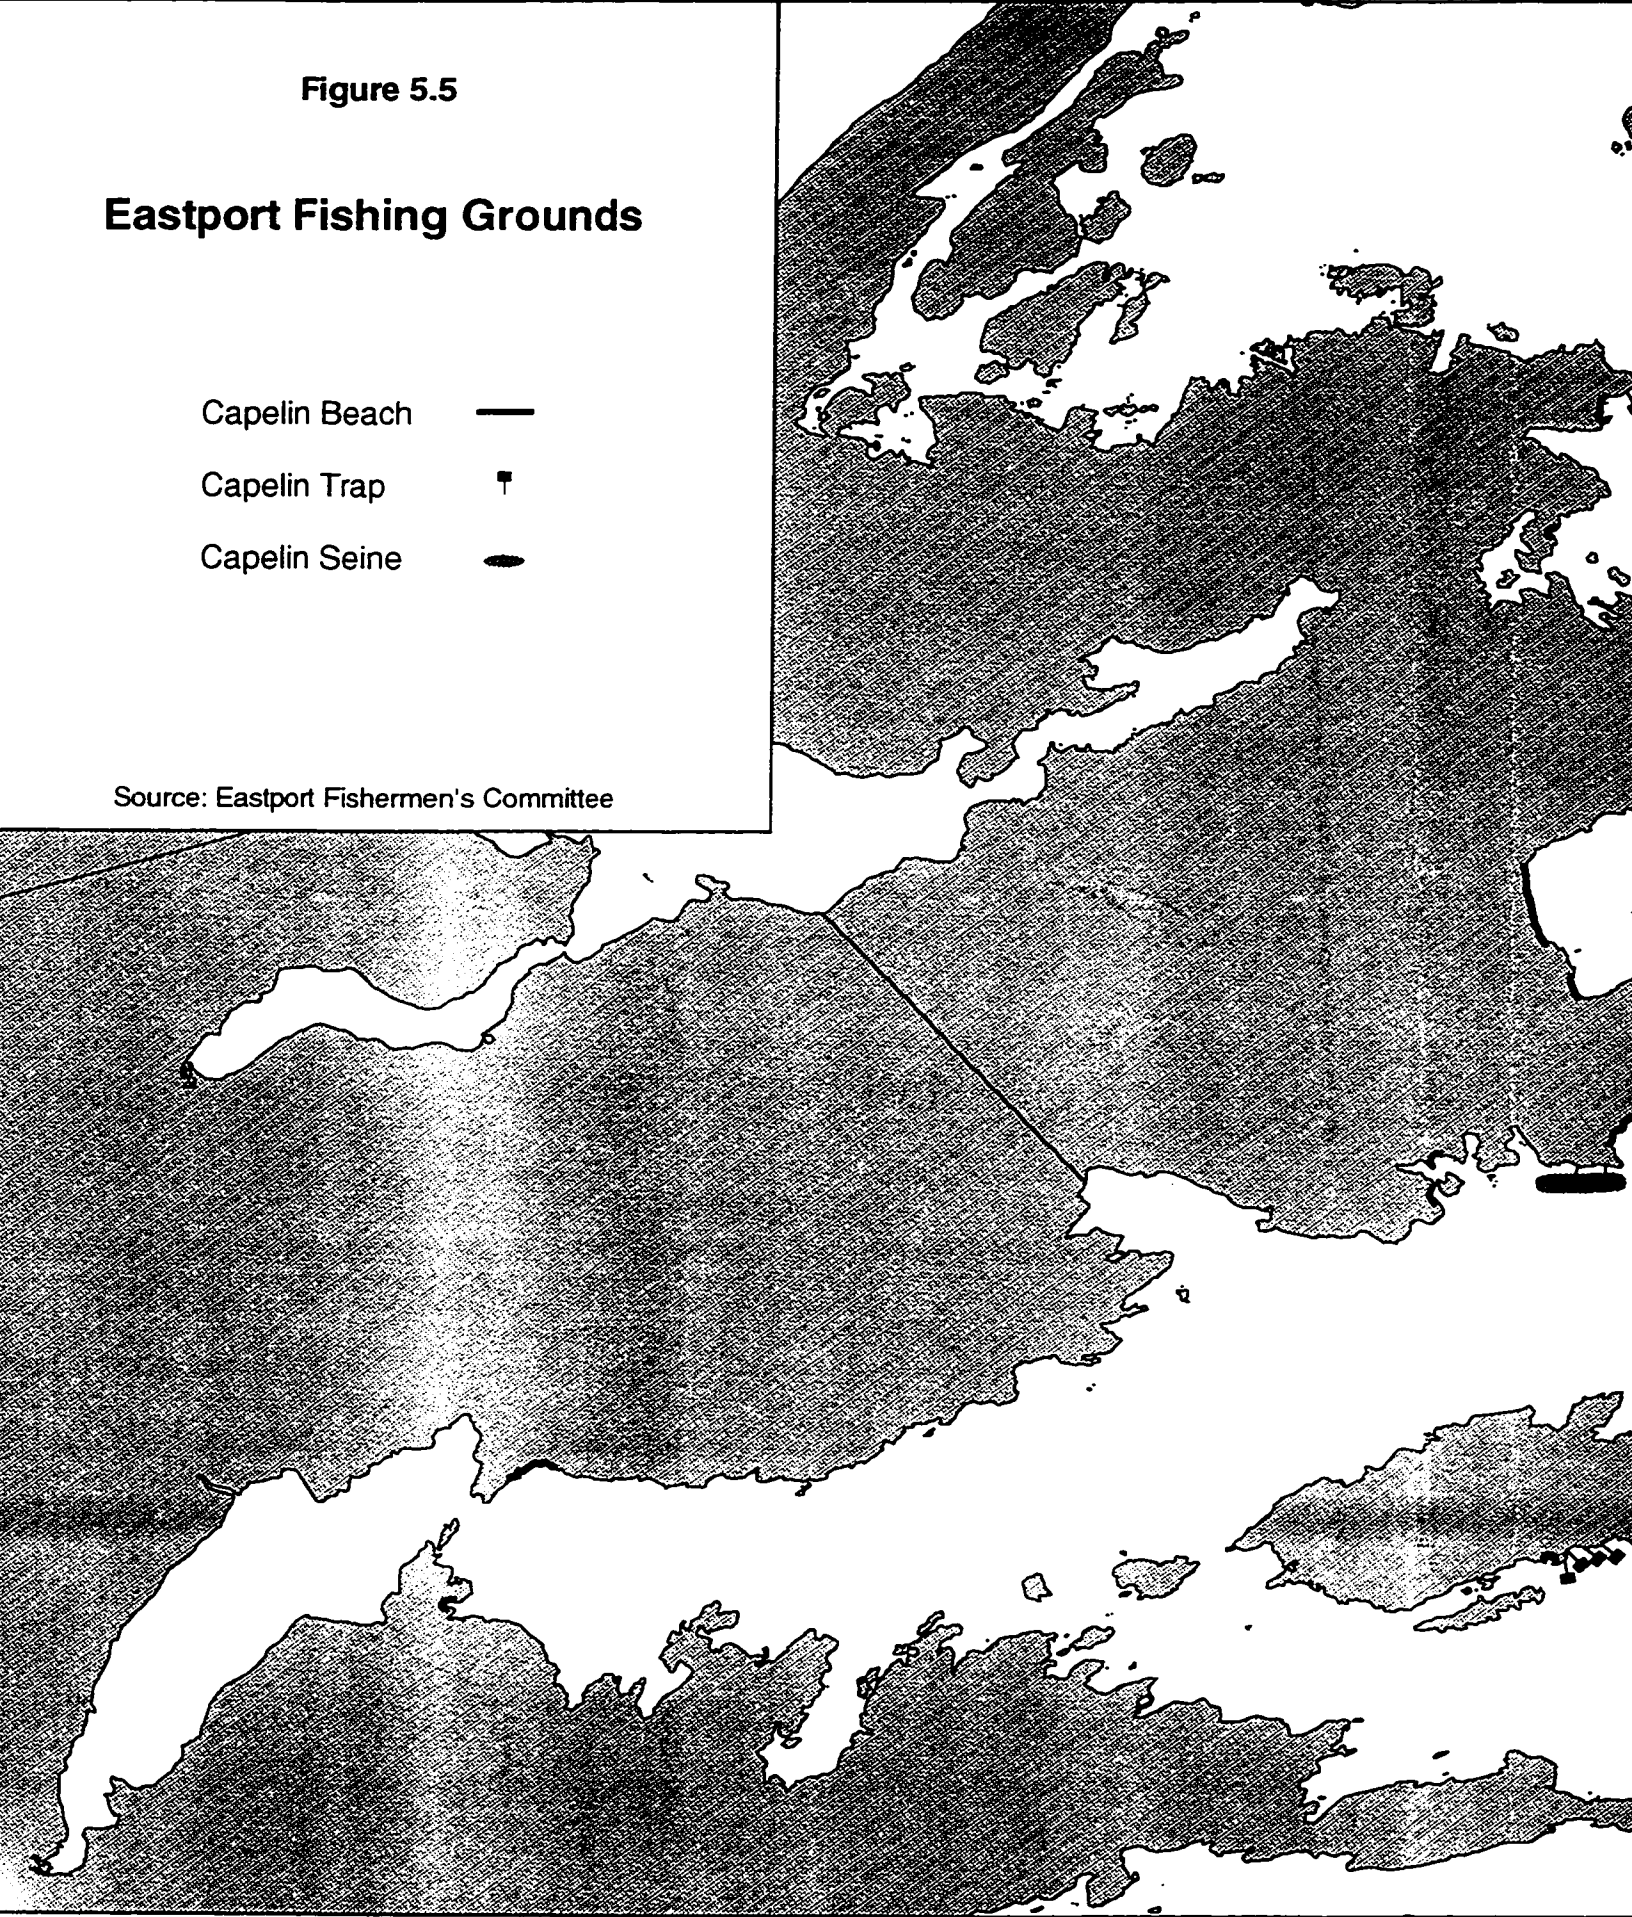 Figure 5.5
Eastport Fishing Grounds
Capelin Beach
Capelin Trap
Capelin Seine
Source: Eastport Fishermen's Committee